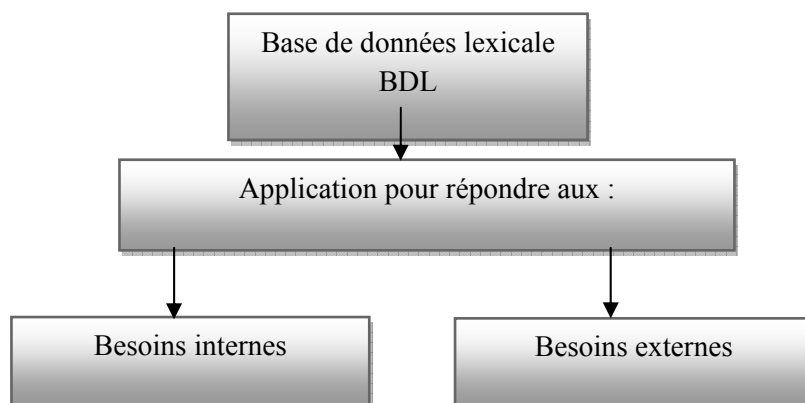 Base de données lexicale
BDL
Application pour répondre aux :
Besoins internes
Besoins externes